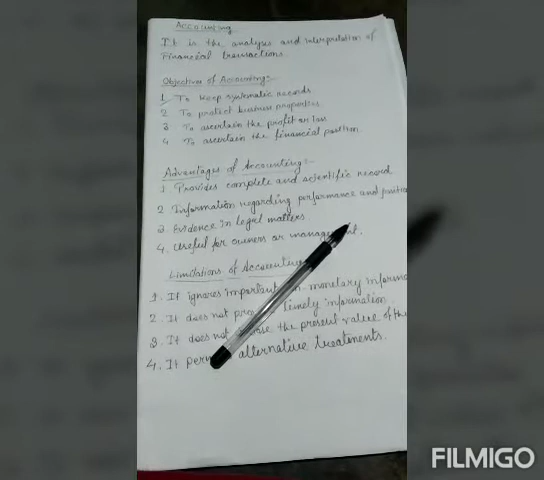 Accounting
It is the analysis and interpretation of
Financial transactions
Objectives of Accounting:-
1 To keep systematic records
2 To protect business properties
3 To ascertain the profit or loss
4 To ascertain the financial position.
Advantages of Accounting:-
1 Provides complete and scientific record
2 Information regarding performance and
3 Evidence in legal matters.
4. Useful for owners or management.
Limitations of Accounting
1. It ignores important monetary
2. It does not timely information
3. It does not the present value of the
4. It alternative treatments.
FILMIGO